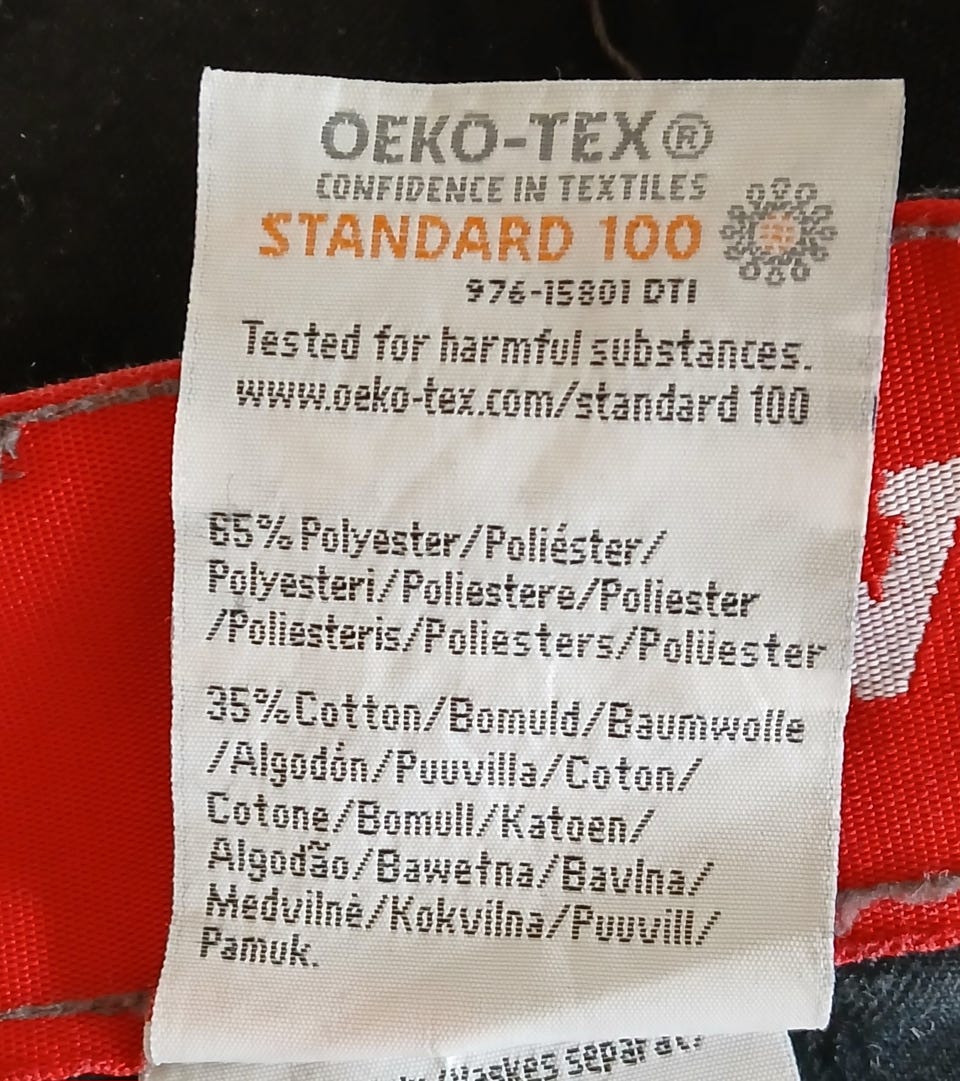 OEKO-TEX®
CONFIDENCE IN TEXTILES
STANDARD 100
976-15801 DTI
Tested for harmful substances.
www.oeko-tex.com/standard 100
65% Polyester/Poliéster/
Polyesteri/Poliestere/Poliester
/Poliesteris/Poliesters/Polüester
35% Cotton/Bomuld/Baumwolle
/Algodón/Puuvilla/Coton/
Cotone/Bomull/Katoen/
Algodão/Bawełna/Bavlna/
Medvilnė/Kokvilna/Puuvill/
Pamuk.